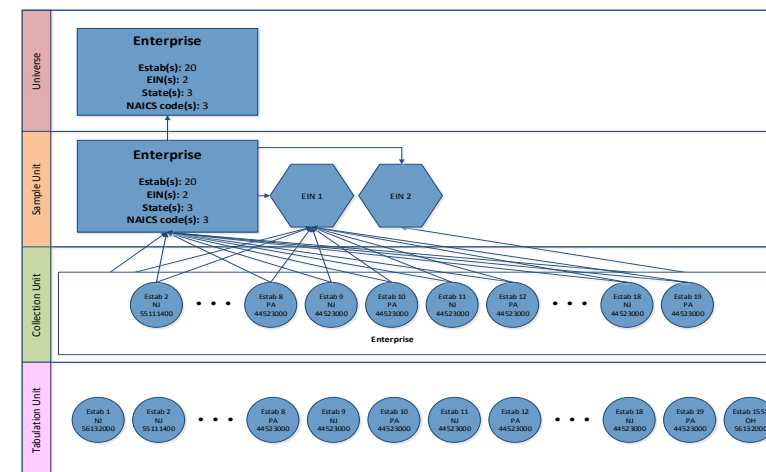 Universe
Enterprise
Estab(s): 20
EIN(s): 2
State(s): 3
NAICS code(s): 3
Sample Unit
Enterprise
Estab(s): 20
EIN(s): 2
State(s): 3
NAICS code(s): 3
EIN 1
EIN 2
Collection Unit
Estab 2
NJ
55111400
• • •
Estab 8
PA
44523000
Estab 9
NJ
44523000
Estab 10
PA
44523000
Estab 11
NJ
44523000
Estab 12
PA
44523000
• • •
Estab 18
NJ
44523000
Estab 19
PA
44523000
Enterprise
Tabulation Unit
Estab 1
NJ
56132000
Estab 2
NJ
55111400
• • •
Estab 8
PA
44523000
Estab 9
NJ
44523000
Estab 10
PA
44523000
Estab 11
NJ
44523000
Estab 12
PA
44523000
• • •
Estab 18
NJ
44523000
Estab 19
PA
44523000
Estab 155
OH
56132000